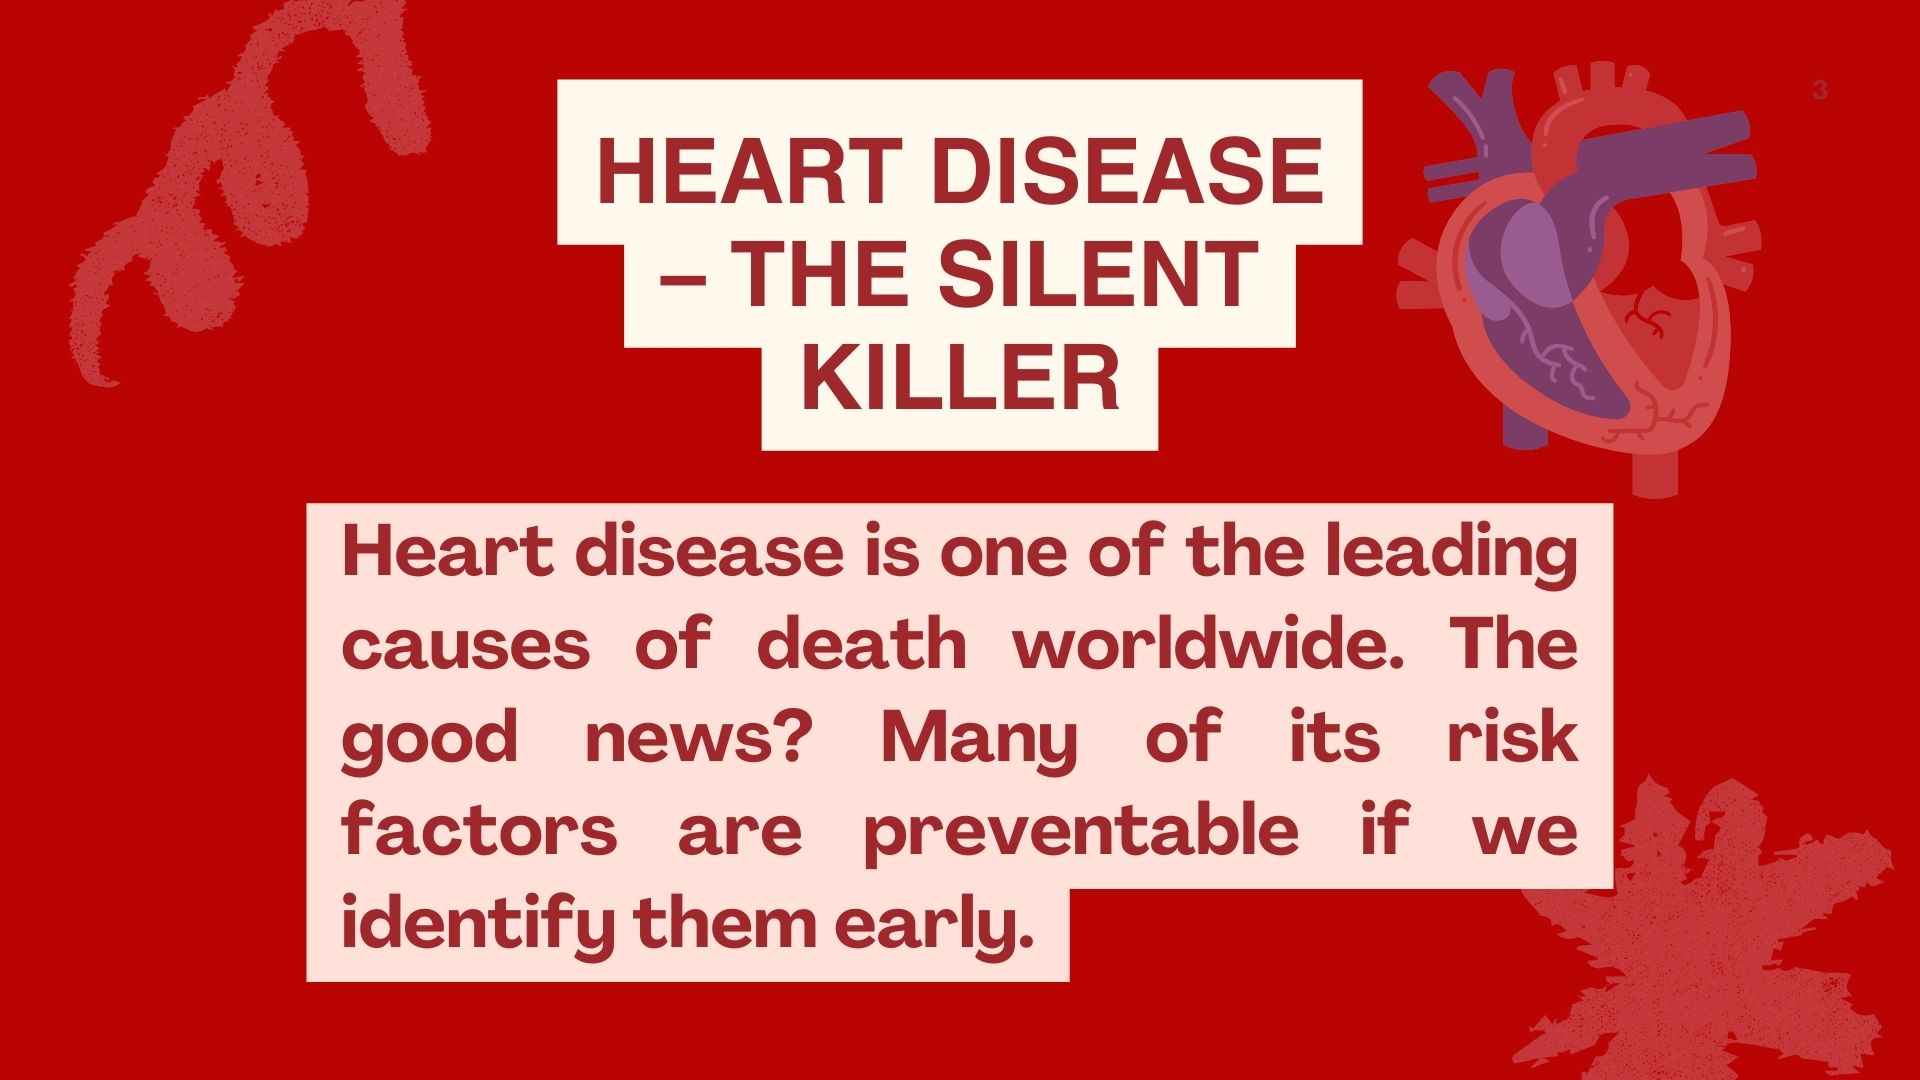 3
HEART DISEASE
– THE SILENT
KILLER
Heart disease is one of the leading
causes of death worldwide. The
good news? Many of its risk
factors are preventable if we
identify them early.